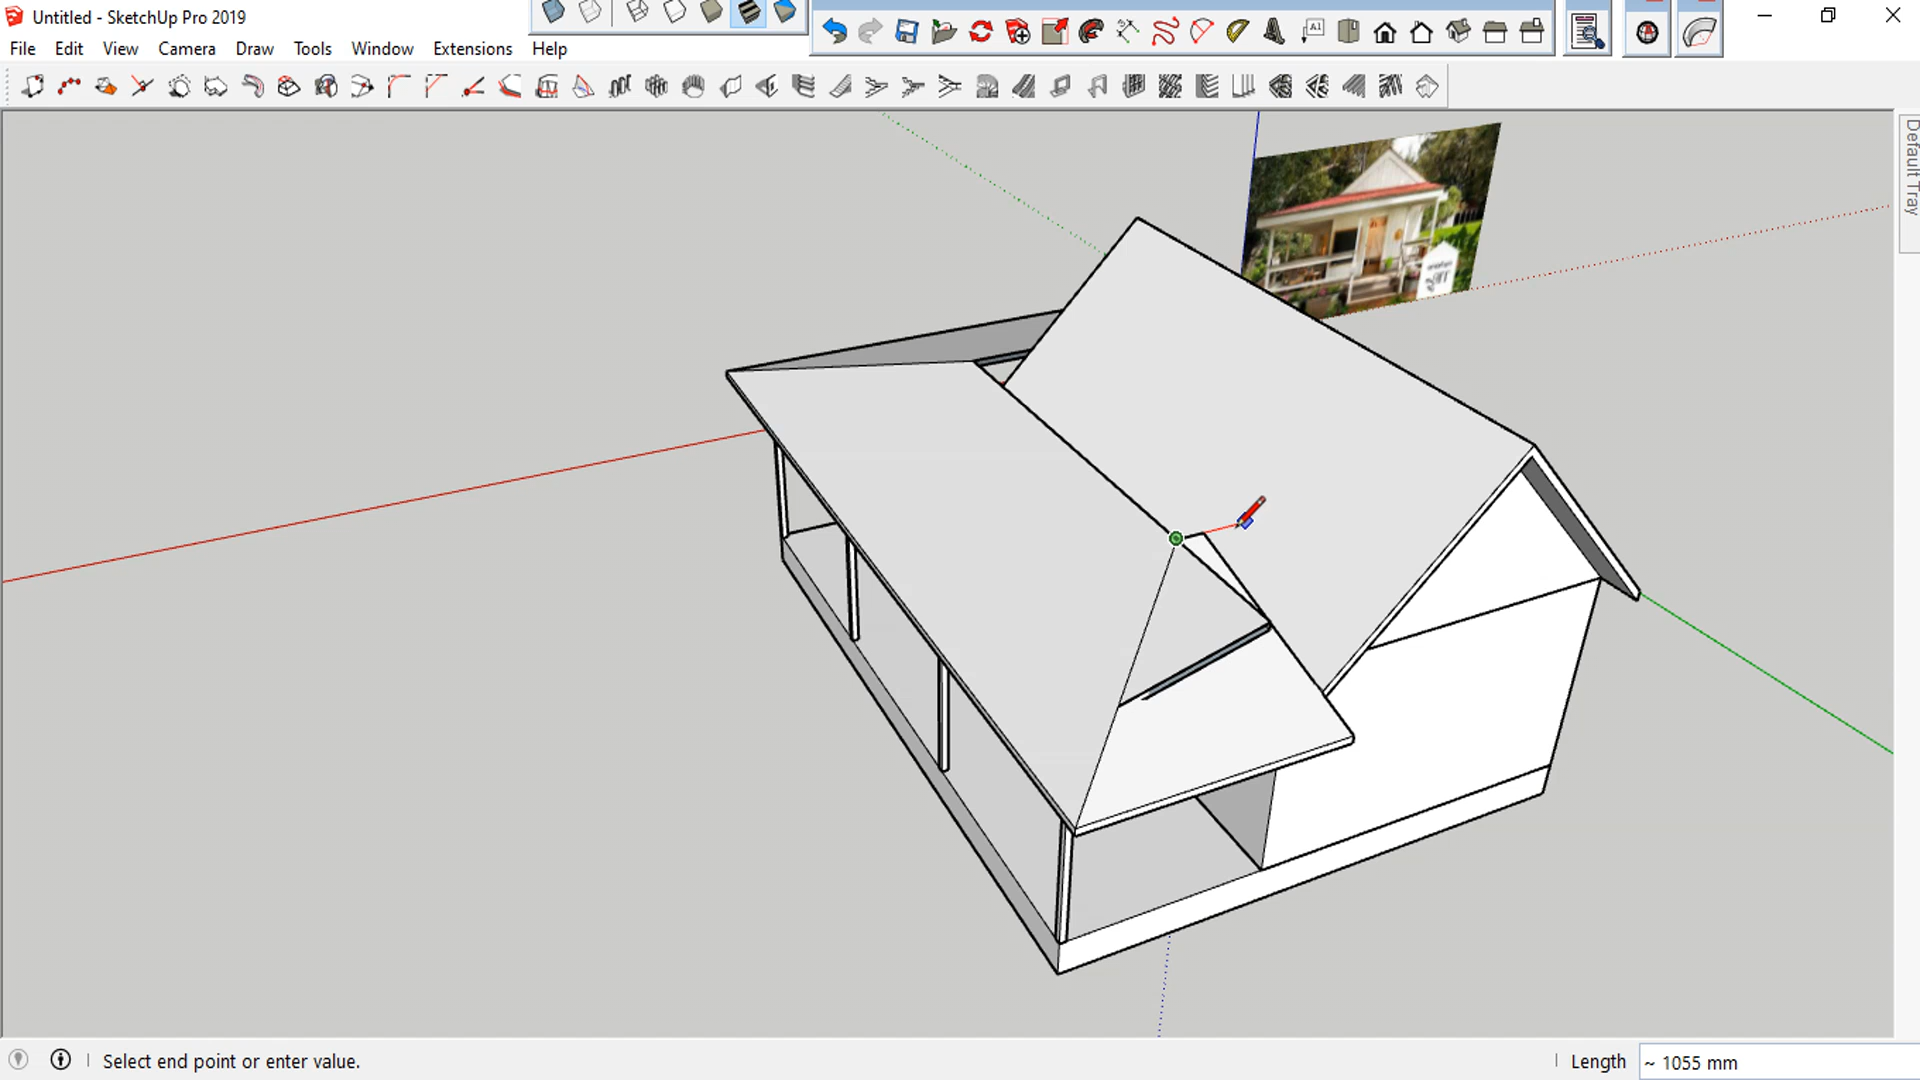 Untitled - SketchUp Pro 2019
File Edit View Camera Draw Tools Window Extensions Help
A1
Default Tray
Select end point or enter value.
Length ~ 1055 mm